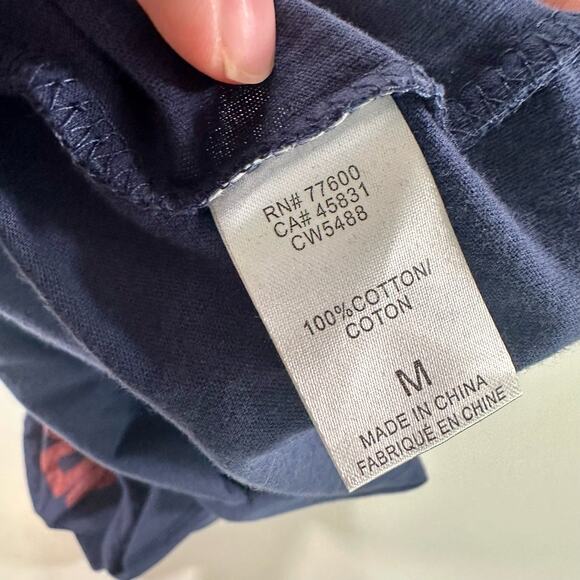 RN# 77600
CA# 45831
CW5488
100%COTTON/
COTON
M
MADE IN CHINA
FABRIQUÉ EN CHINE